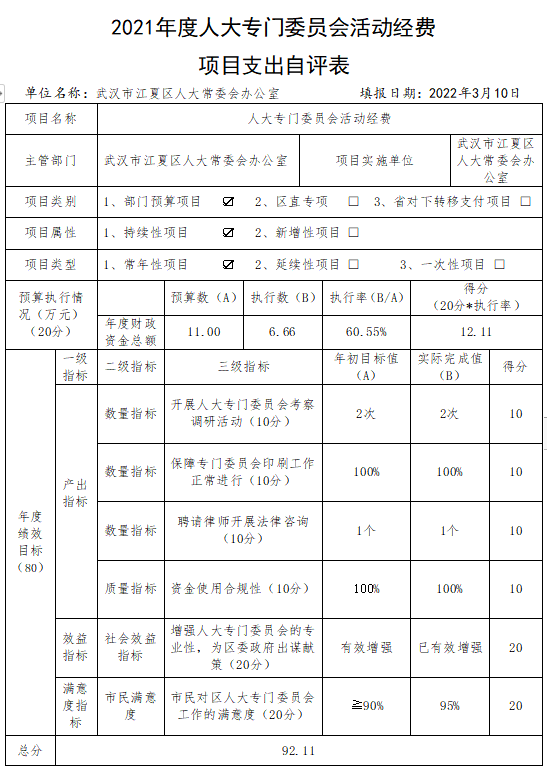 2021年度人大专门委员会活动经费
项目支出自评表
单位名称：武汉市江夏区人大常委会办公室 填报日期：2022年3月10日
项目名称 人大专门委员会活动经费
主管部门 武汉市江夏区人大常委会办公室 项目实施单位 武汉市江夏区
人大常委会办
公室
项目类别 1、部门预算项目 ☑ 2、区直专项 □ 3、省对下转移支付项目 □
项目属性 1、持续性项目 ☑ 2、新增性项目 □
项目类型 1、常年性项目 ☑ 2、延续性项目 □ 3、一次性项目 □
预算执行情
况（万元）
（20分）
预算数（A） 执行数（B） 执行率(B/A) 得分
（20分*执行率）
年度财政
资金总额
11.00 6.66 60.55% 12.11
年度
绩效
目标
（80）
一级
指标
二级指标 三级指标 年初目标值
（A）
实际完成值
（B）
得分
产出
指标
数量指标 开展人大专门委员会考察
调研活动（10分）
2次 2次 10
数量指标 保障专门委员会印刷工作
正常进行（10分）
100% 100% 10
数量指标 聘请律师开展法律咨询
（10分）
1个 1个 10
质量指标 资金使用合规性（10分） 100% 100% 10
效益
指标
社会效益
指标
增强人大专门委员会的专
业性，为区委政府出谋献
策（20分）
有效增强 已有效增强 20
满意
度指
标
市民满意
度
市民对区人大专门委员会
工作的满意度（20分）
≧90% 95% 20
总分 92.11